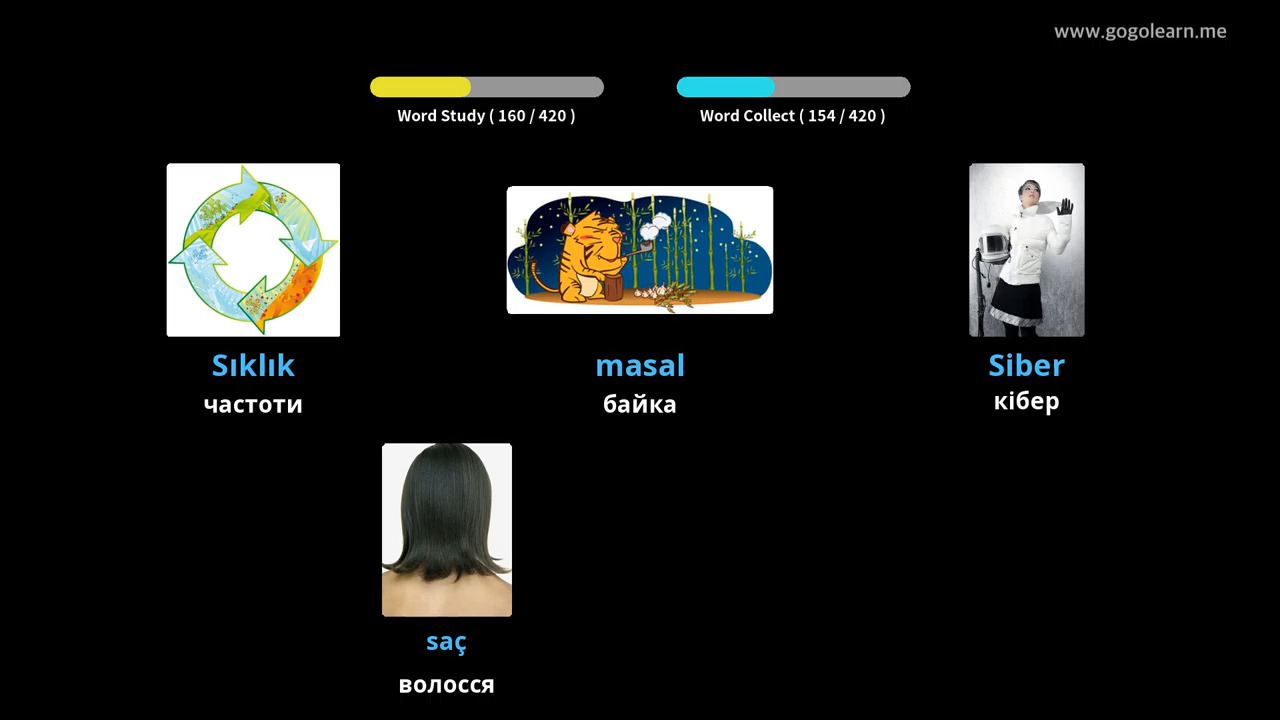 www.gogolearn.me
Word Study ( 160 / 420 )
Word Collect ( 154 / 420 )
Sıklık
частоти
masal
байка
Siber
кібер
saç
волосся